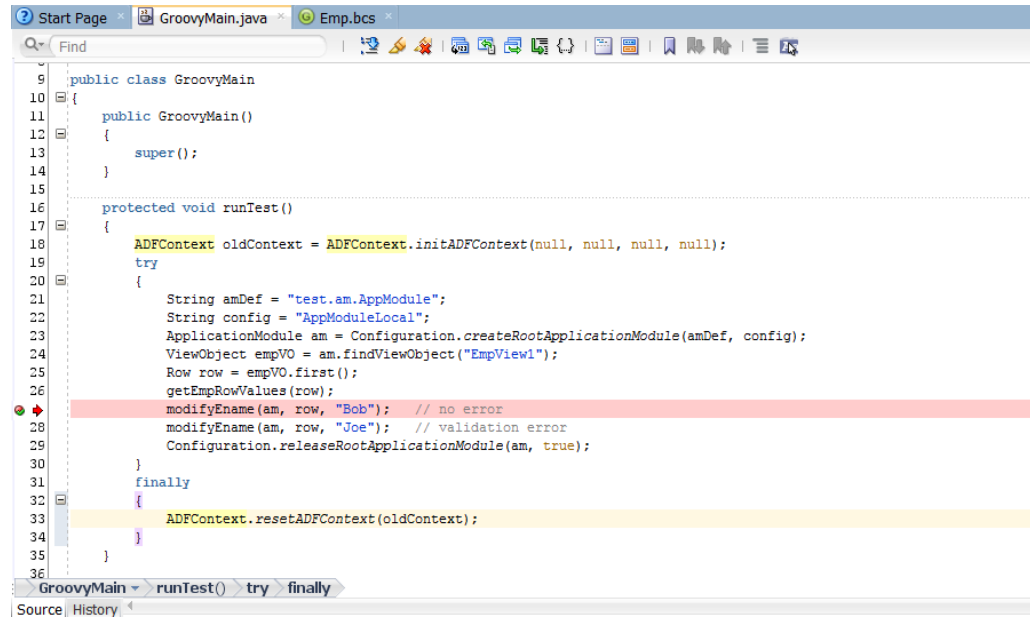 Start Page GroovyMain.java Emp.bcs
Find
9 public class GroovyMain
10 {
11 public GroovyMain()
12 {
13 super();
14 }
15
16 protected void runTest()
17 {
18 ADFContext oldContext = ADFContext.initADFContext(null, null, null, null);
19 try
20 {
21 String amDef = "test.am.AppModule";
22 String config = "AppModuleLocal";
23 ApplicationModule am = Configuration.createRootApplicationModule(amDef, config);
24 ViewObject empVO = am.findViewObject("EmpView1");
25 Row row = empVO.first();
26 getEmpRowValues(row);
modifyEname(am, row, "Bob"); // no error
28 modifyEname(am, row, "Joe"); // validation error
29 Configuration.releaseRootApplicationModule(am, true);
30 }
31 finally
32 {
33 ADFContext.resetADFContext(oldContext);
34 }
35 }
36
GroovyMain runTest() try finally
Source History